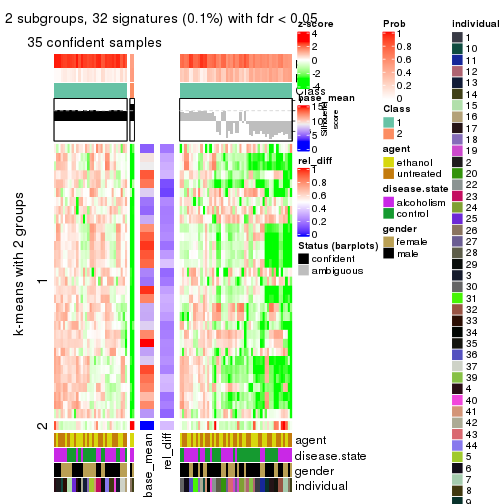 2 subgroups, 32 signatures (0.1%) with fdr < 0.05
35 confident samples
k-means with 2 groups
1
2
Class
Silhouette
score
base_mean
rel_diff
agent
disease.state
gender
individual
z-score
4
2
0
-2
-4
base_mean
15
10
5
0
rel_diff
1
0.8
0.6
0.4
0.2
0
Status (barplots)
confident
ambiguous
Prob
1
0.8
0.6
0.4
0.2
0
Class
1
2
agent
ethanol
untreated
disease.state
alcoholism
control
gender
female
male
individual
1
10
11
12
13
14
15
16
17
18
19
2
20
22
23
24
25
26
27
28
29
3
30
31
32
33
34
35
36
37
39
4
40
41
42
43
44
5
6
7
8
9